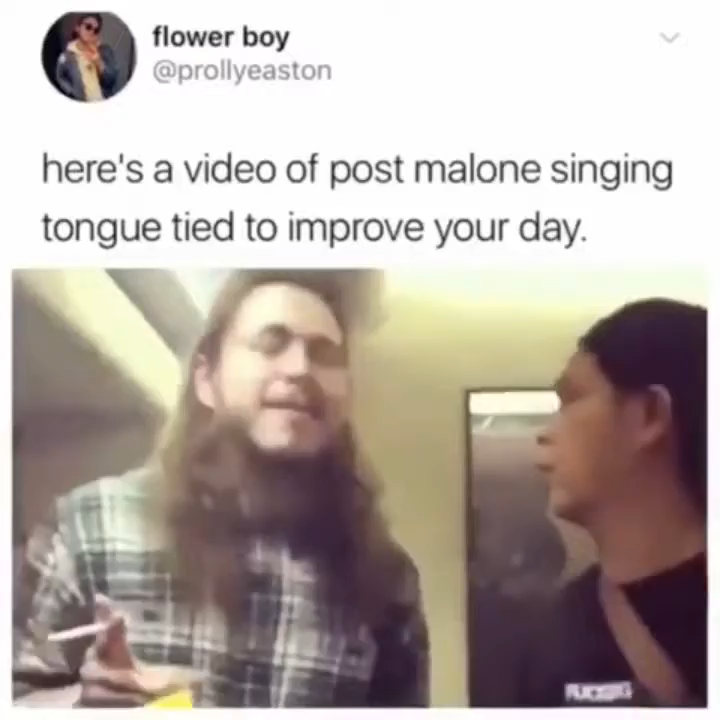 flower boy
@prollyeaston
here's a video of post malone singing
tongue tied to improve your day.